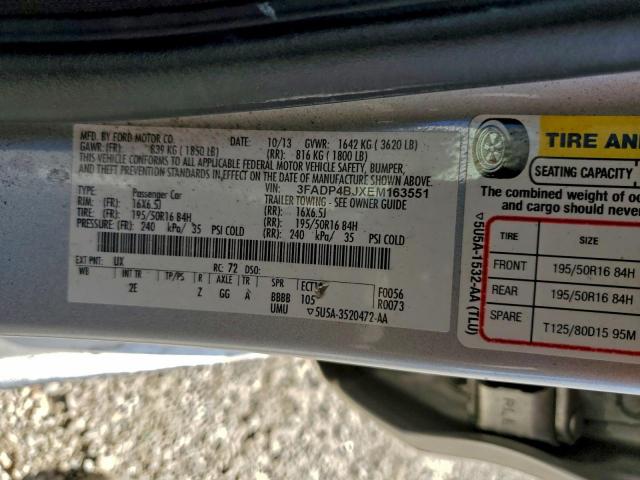 MFD. BY FORD MOTOR CO. 10/13 GVWR: 1642 KG ( 3620 LB)
GAWR: (FR): 839 KG ( 1850 LB) (RR): 816 KG ( 1800 LB)
THIS VEHICLE CONFORMS TO ALL APPLICABLE FEDERAL MOTOR VEHICLE SAFETY, BUMPER,
AND THEFT PREVENTION STANDARDS IN EFFECT ON THE DATE OF MANUFACTURE SHOWN ABOVE.
VIN: 3FADP4BJXEM163551
TYPE: Passenger Car TRAILER TOWING - SEE OWNER GUIDE
RIM: (FR): 16X6.5J (RR): 16X6.5J
TIRE: (FR): 195/50R16 84H (RR): 195/50R16 84H
PRESSURE: (FR): 240 kPa/ 35 PSI COLD (RR): 240 kPa/ 35 PSI COLD
EXT PNT: UX RC: 72 DSO:
WB INT TR TP/PS R AXLE TR SPR ECT F0056
2E Z GG A BBBB 105 R0073
UMU ▽5U5A-3520472-AA
▽5U5A-1532-AA (TLU)
TIRE AN
SEATING CAPACITY
The combined weight of oc
and cargo should never
TIRE SIZE
FRONT 195/50R16 84H
REAR 195/50R16 84H
SPARE T125/80D15 95M